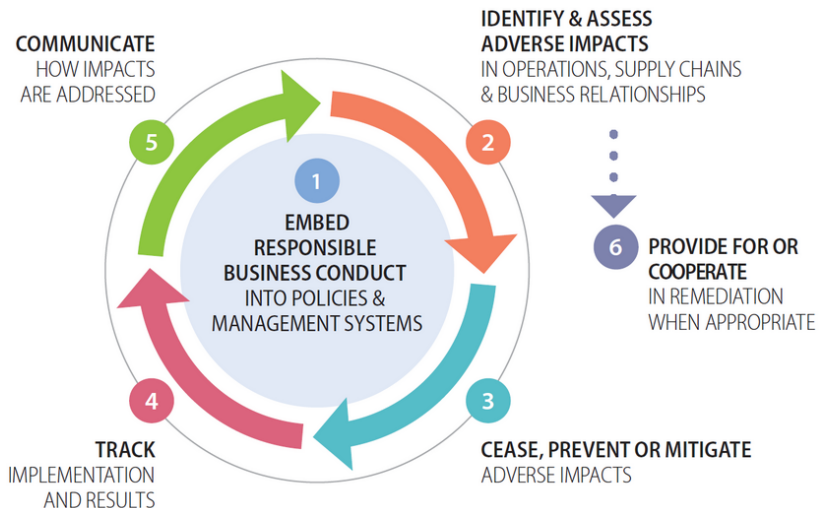 1
EMBED
RESPONSIBLE
BUSINESS CONDUCT
INTO POLICIES &
MANAGEMENT SYSTEMS
IDENTIFY & ASSESS
ADVERSE IMPACTS
IN OPERATIONS, SUPPLY CHAINS
& BUSINESS RELATIONSHIPS
2
3
CEASE, PREVENT OR MITIGATE
ADVERSE IMPACTS
4
TRACK
IMPLEMENTATION
AND RESULTS
COMMUNICATE
HOW IMPACTS
ARE ADDRESSED
5
6
PROVIDE FOR OR
COOPERATE
IN REMEDIATION
WHEN APPROPRIATE